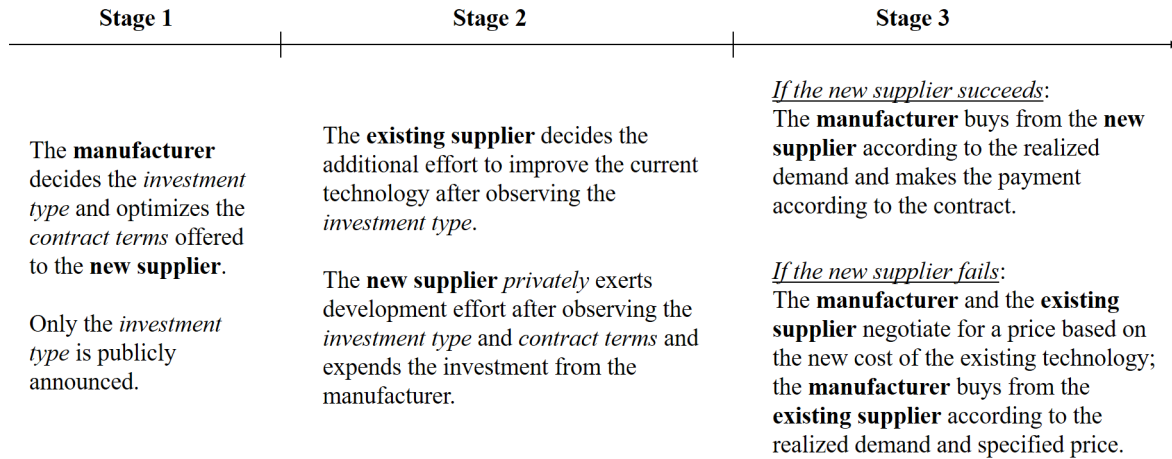 Stage 1
Stage 2
Stage 3
The manufacturer
decides the investment
type and optimizes the
contract terms offered
to the new supplier.
Only the investment
type is publicly
announced.
The existing supplier decides the
additional effort to improve the current
technology after observing the
investment type.
The new supplier privately exerts
development effort after observing the
investment type and contract terms and
expends the investment from the
manufacturer.
If the new supplier succeeds:
The manufacturer buys from the new
supplier according to the realized
demand and makes the payment
according to the contract.
If the new supplier fails:
The manufacturer and the existing
supplier negotiate for a price based on
the new cost of the existing technology;
the manufacturer buys from the
existing supplier according to the
realized demand and specified price.